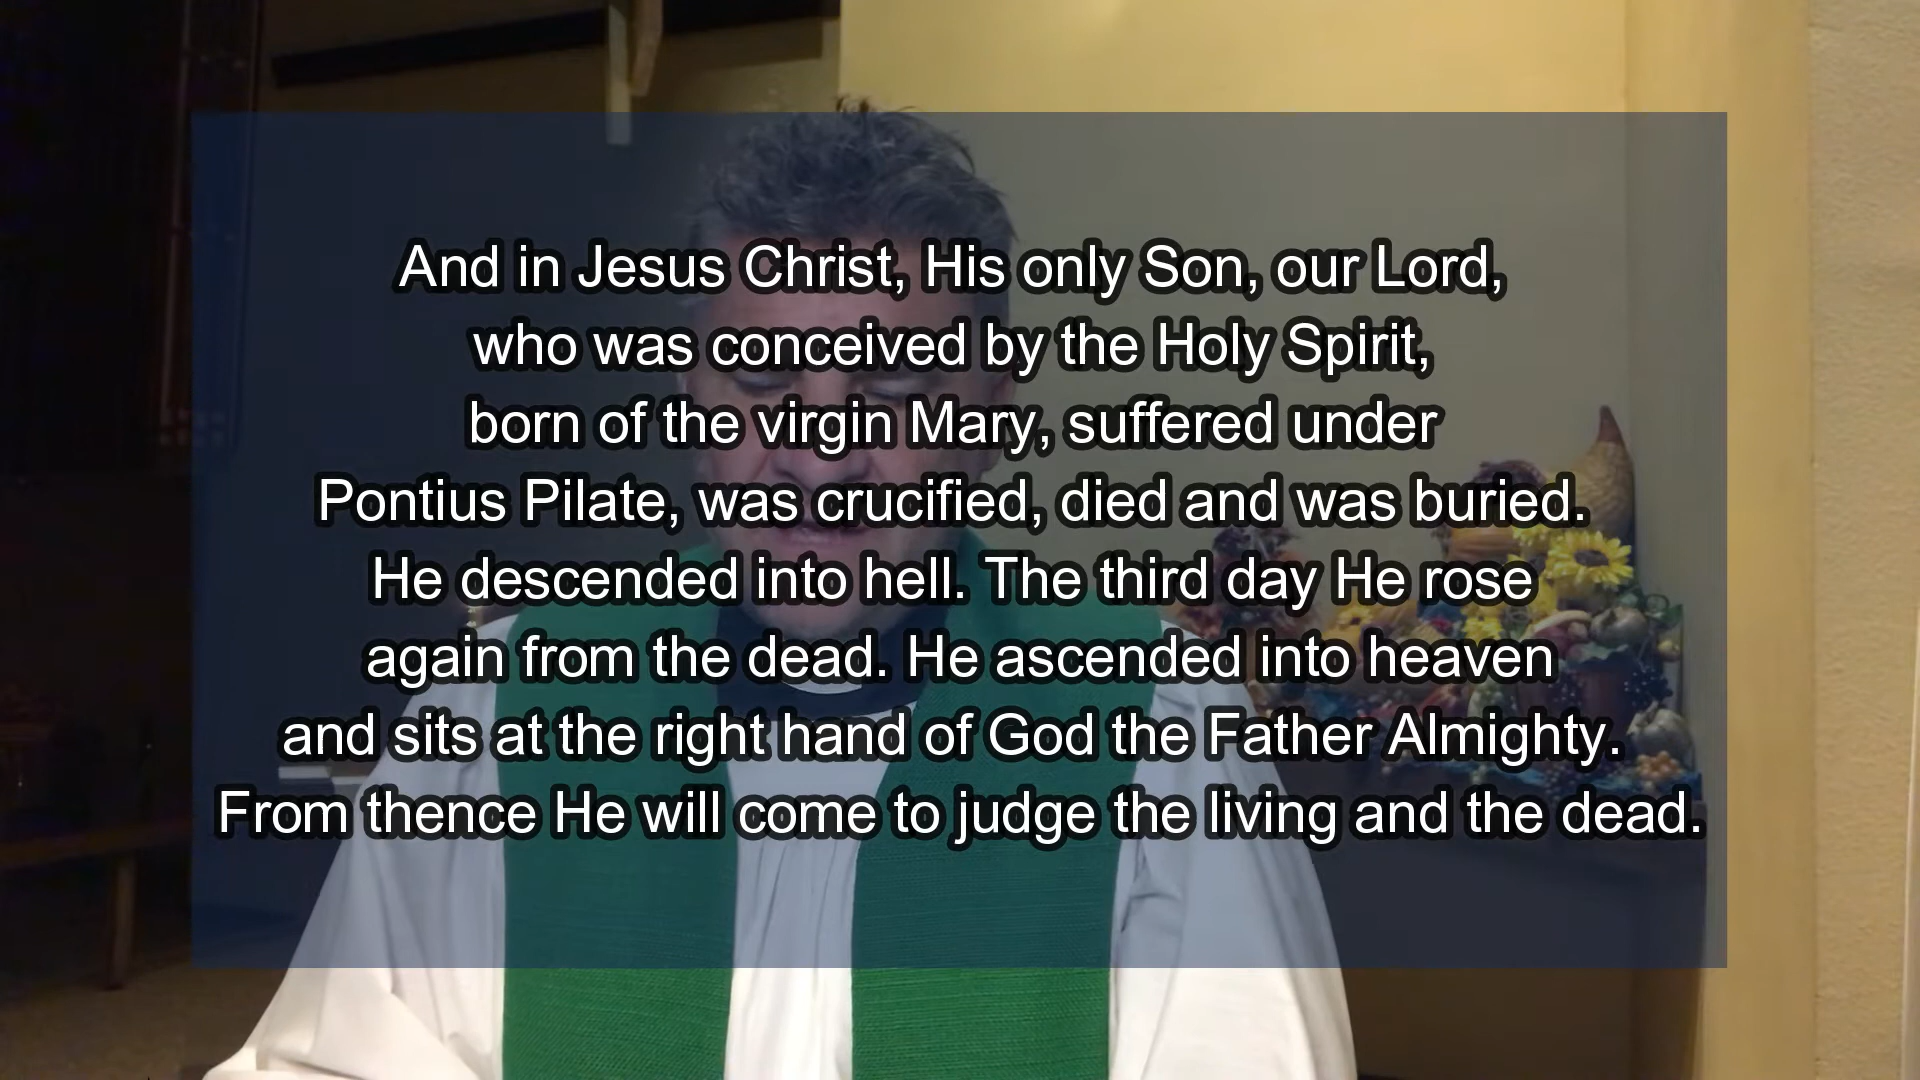 And in Jesus Christ, His only Son, our Lord,
who was conceived by the Holy Spirit,
born of the virgin Mary, suffered under
Pontius Pilate, was crucified, died and was buried.
He descended into hell. The third day He rose
again from the dead. He ascended into heaven
and sits at the right hand of God the Father Almighty.
From thence He will come to judge the living and the dead.